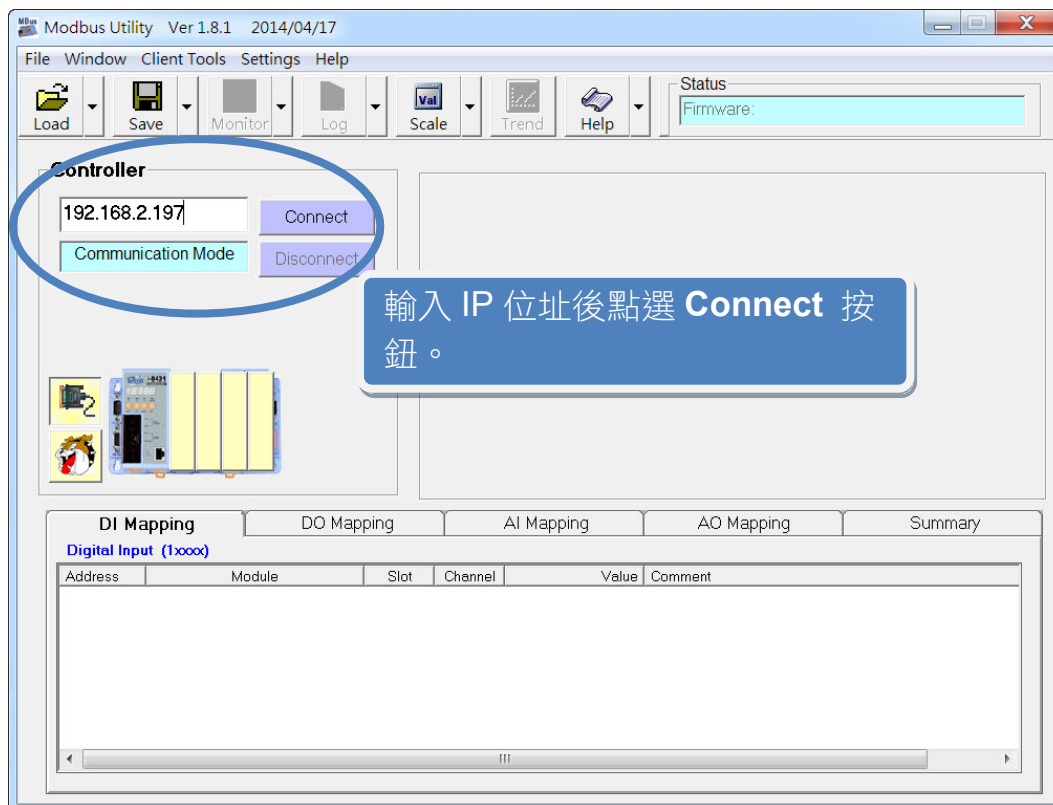 Modbus Utility Ver 1.8.1 2014/04/17
File Window Client Tools Settings Help
Load Save Monitor Log Val Scale Trend Help
Status
Firmware:
Controller
192.168.2.197 Connect
Communication Mode Disconnect
輸入 IP 位址後點選 Connect 按
鈕。
DI Mapping DO Mapping AI Mapping AO Mapping Summary
Digital Input (1xxxx)
Address Module Slot Channel Value Comment